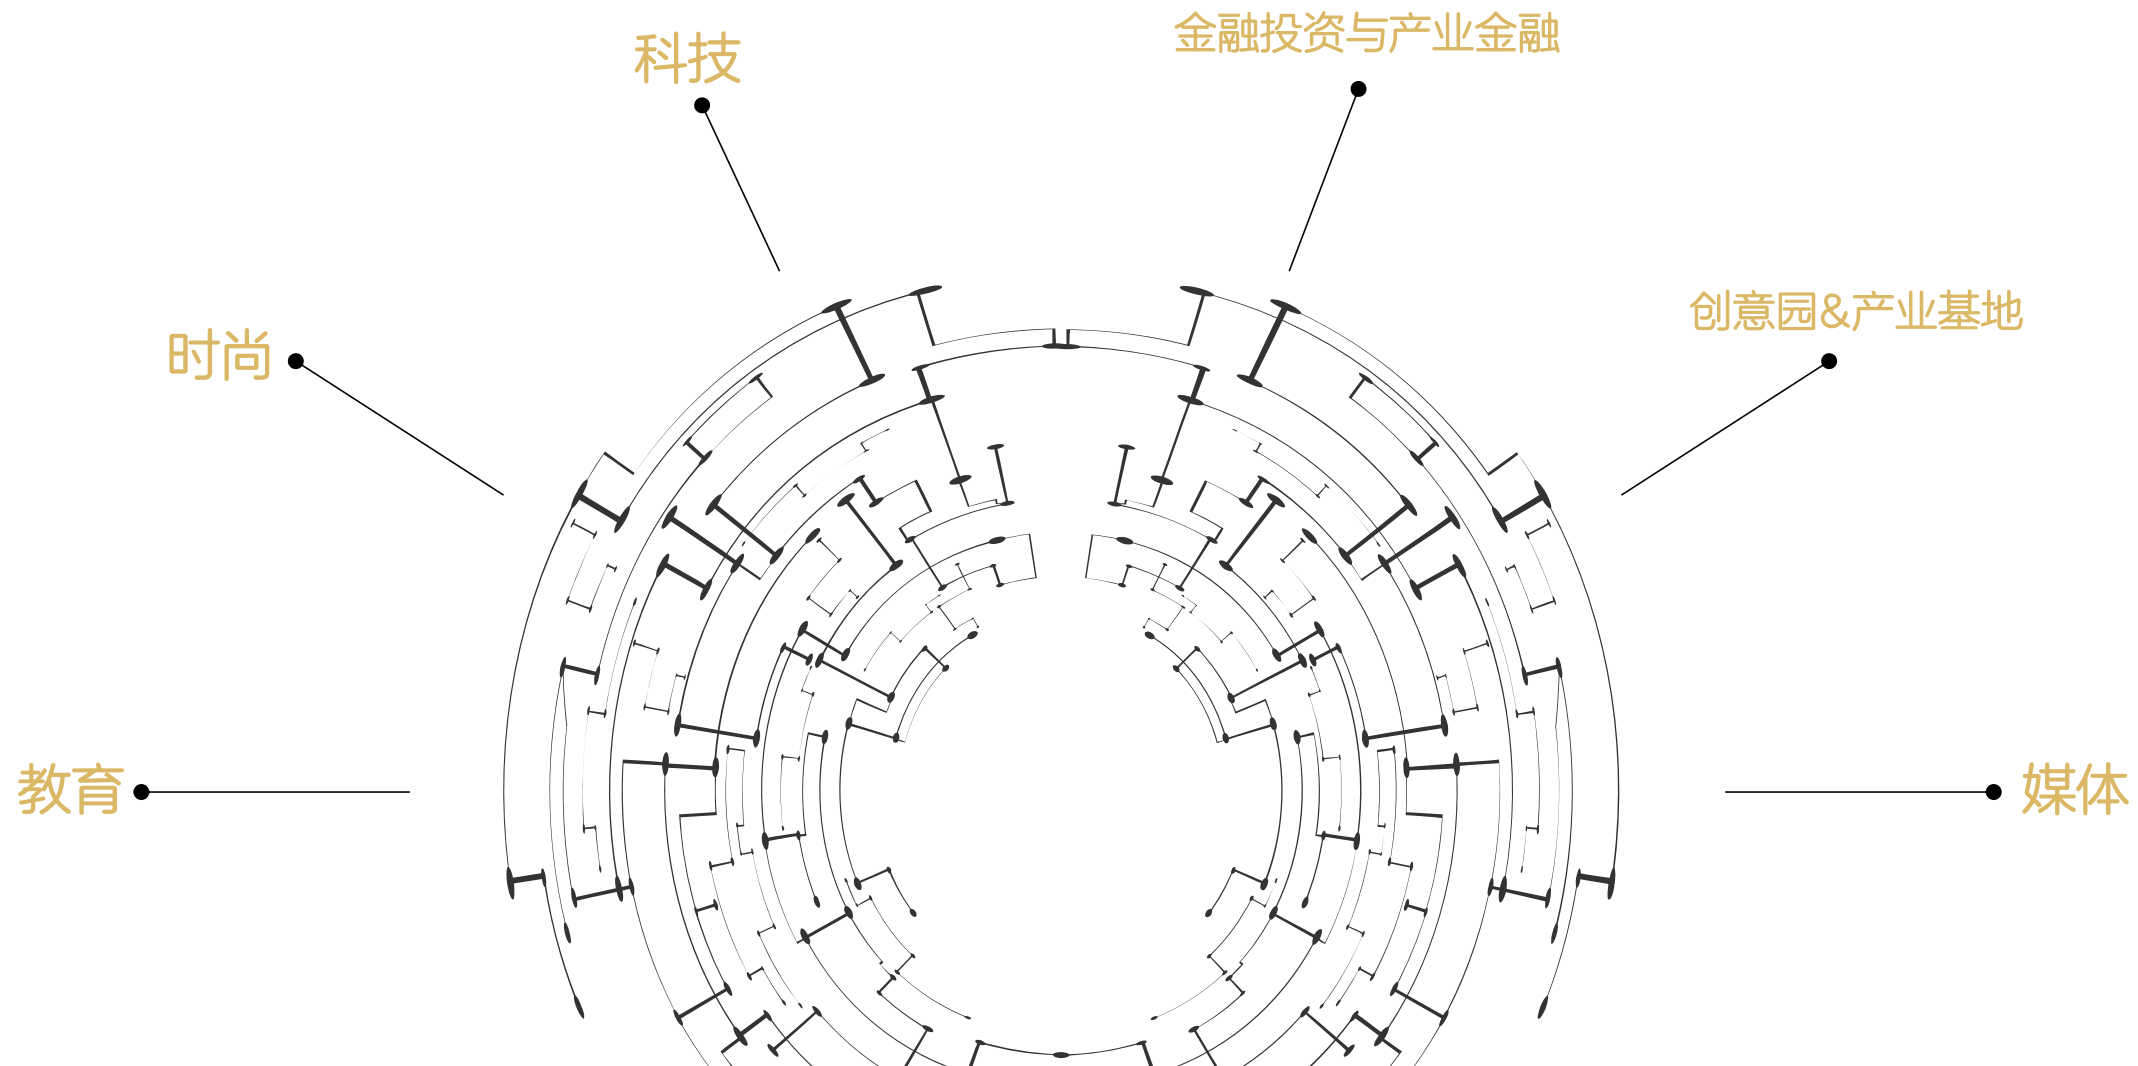 金融投资与产业金融
科技
创意园&产业基地
时尚
教育
媒体